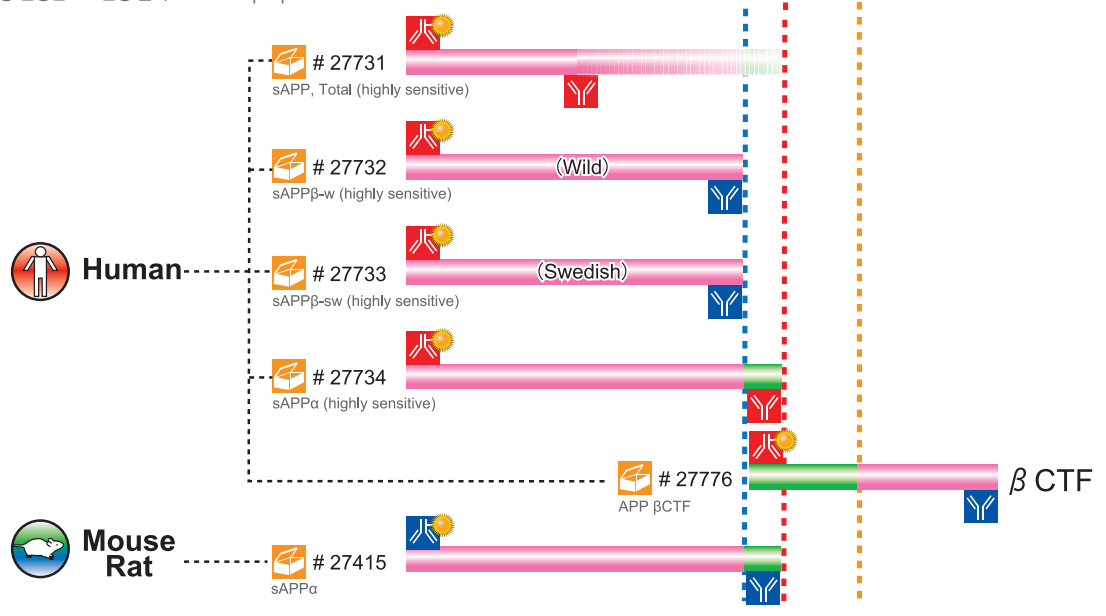 # 27731
sAPP, Total (highly sensitive)
# 27732
(Wild)
sAPPβ-w (highly sensitive)
Human
# 27733
(Swedish)
sAPPβ-sw (highly sensitive)
# 27734
sAPPα (highly sensitive)
# 27776
β CTF
APP βCTF
Mouse
Rat
# 27415
sAPPα